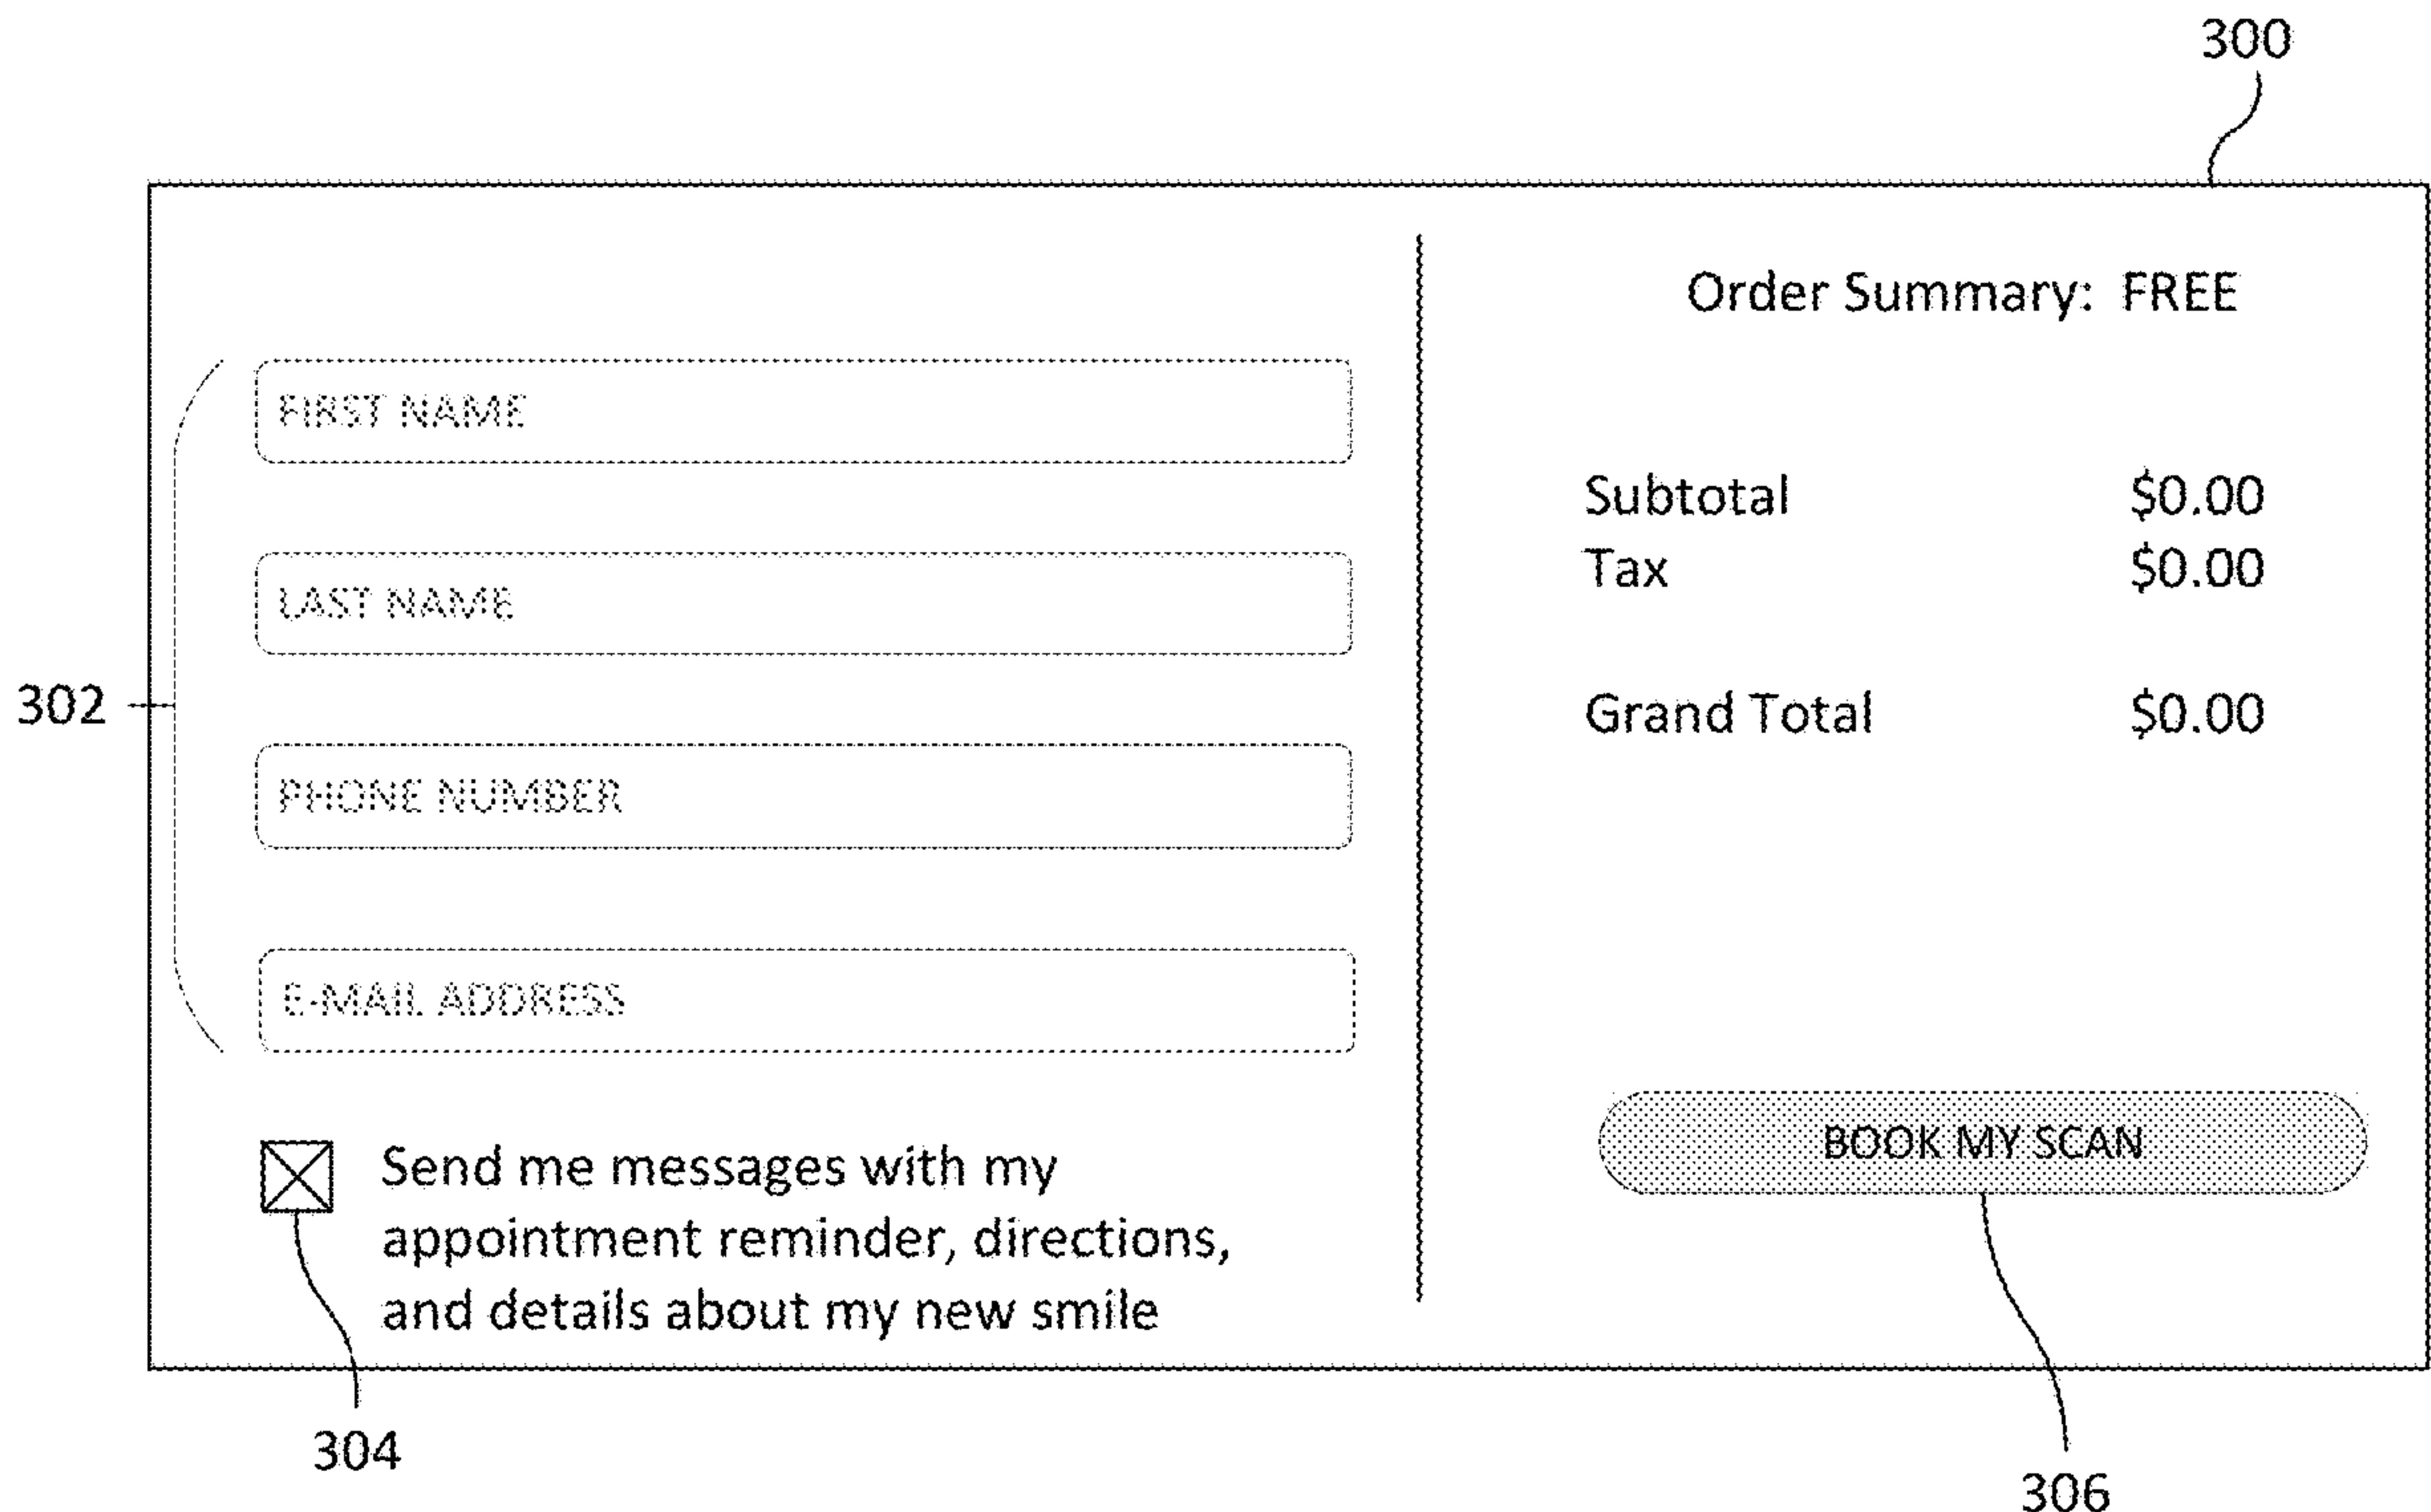 300
Order Summary: FREE
FIRST NAME
Subtotal $0.00
Tax $0.00
LAST NAME
302
Grand Total $0.00
PHONE NUMBER
E-MAIL ADDRESS
Send me messages with my
appointment reminder, directions,
and details about my new smile
BOOK MY SCAN
304
306